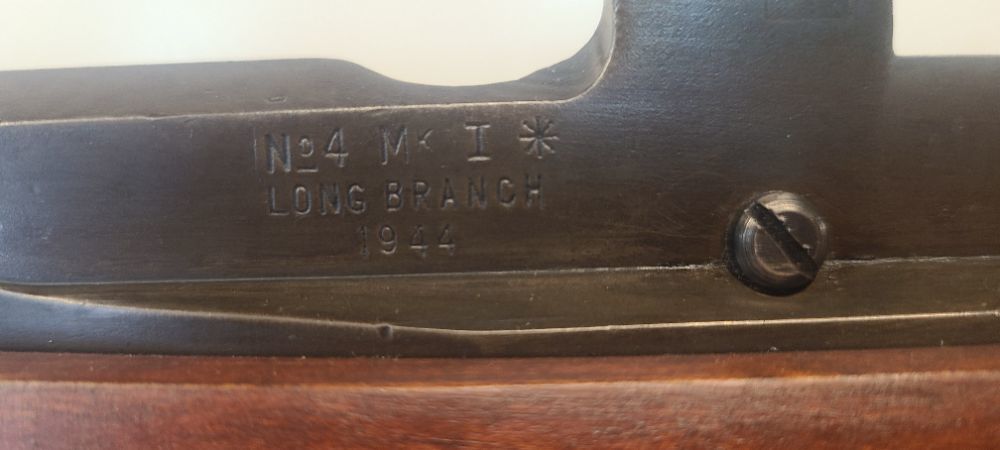 No4 Mk I *
LONG BRANCH
1944